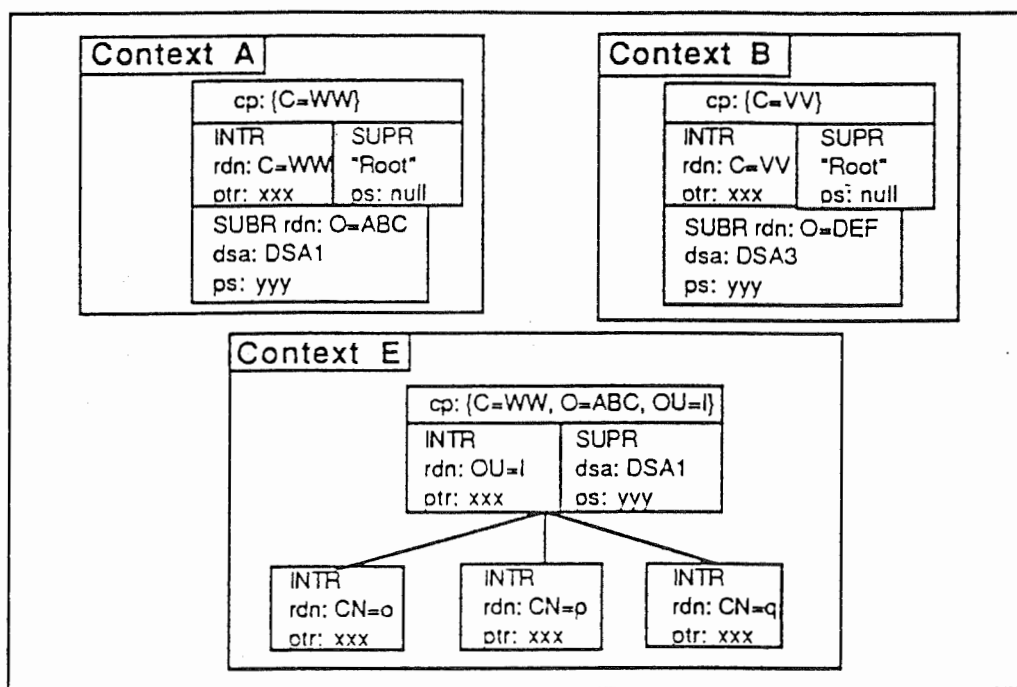 Context A
cp: {C=WW}
INTR
rdn: C=WW
ptr: xxx
SUPR
"Root"
ps: null
SUBR rdn: O=ABC
dsa: DSA1
ps: yyy
Context B
cp: {C=VV}
INTR
rdn: C=VV
ptr: xxx
SUPR
"Root"
ps: null
SUBR rdn: O=DEF
dsa: DSA3
ps: yyy
Context E
cp: {C=WW, O=ABC, OU=I}
INTR
rdn: OU=I
ptr: xxx
SUPR
dsa: DSA1
ps: yyy
INTR
rdn: CN=o
ptr: xxx
INTR
rdn: CN=p
ptr: xxx
INTR
rdn: CN=q
ptr: xxx